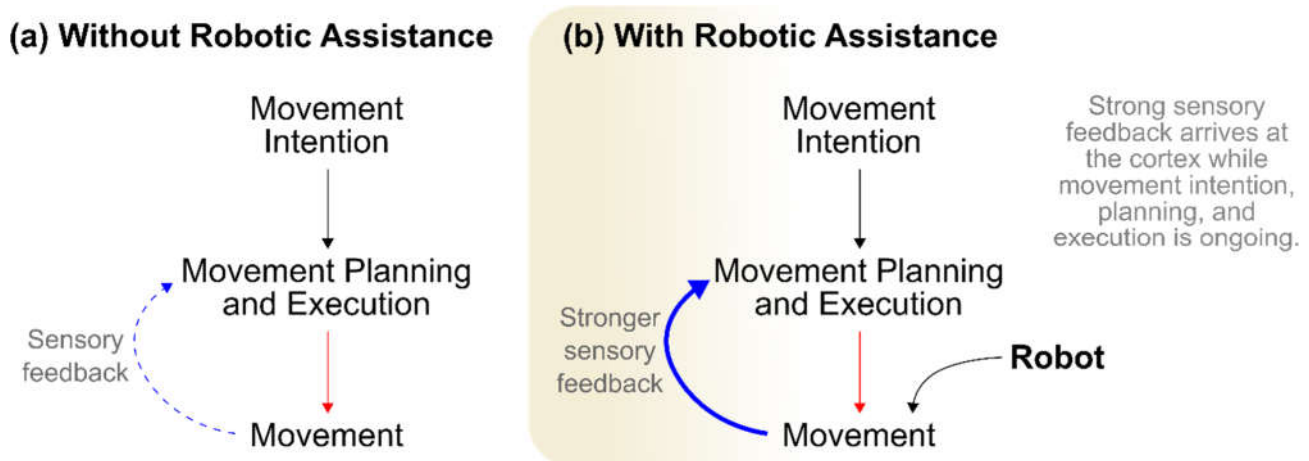 (a) Without Robotic Assistance
Movement
Intention
Movement Planning
and Execution
Sensory
feedback
Movement
(b) With Robotic Assistance
Movement
Intention
Movement Planning
and Execution
Stronger
sensory
feedback
Robot
Movement
Strong sensory
feedback arrives at
the cortex while
movement intention,
planning, and
execution is ongoing.